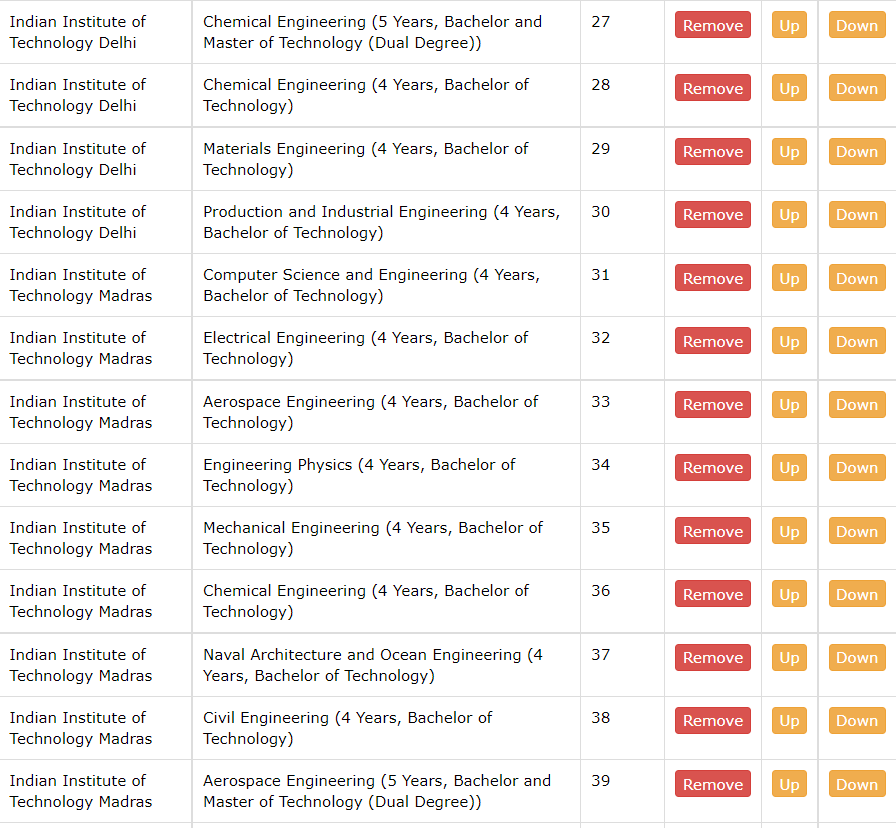 Indian Institute of Chemical Engineering (5 Years, Bachelor and 27 Remove Up Down
Technology Delhi Master of Technology (Dual Degree))
Indian Institute of Chemical Engineering (4 Years, Bachelor of 28 Remove Up Down
Technology Delhi Technology)
Indian Institute of Materials Engineering (4 Years, Bachelor of 29 Remove Up Down
Technology Delhi Technology)
Indian Institute of Production and Industrial Engineering (4 Years, 30 Remove Up Down
Technology Delhi Bachelor of Technology)
Indian Institute of Computer Science and Engineering (4 Years, 31 Remove Up Down
Technology Madras Bachelor of Technology)
Indian Institute of Electrical Engineering (4 Years, Bachelor of 32 Remove Up Down
Technology Madras Technology)
Indian Institute of Aerospace Engineering (4 Years, Bachelor of 33 Remove Up Down
Technology Madras Technology)
Indian Institute of Engineering Physics (4 Years, Bachelor of 34 Remove Up Down
Technology Madras Technology)
Indian Institute of Mechanical Engineering (4 Years, Bachelor of 35 Remove Up Down
Technology Madras Technology)
Indian Institute of Chemical Engineering (4 Years, Bachelor of 36 Remove Up Down
Technology Madras Technology)
Indian Institute of Naval Architecture and Ocean Engineering (4 37 Remove Up Down
Technology Madras Years, Bachelor of Technology)
Indian Institute of Civil Engineering (4 Years, Bachelor of 38 Remove Up Down
Technology Madras Technology)
Indian Institute of Aerospace Engineering (5 Years, Bachelor and 39 Remove Up Down
Technology Madras Master of Technology (Dual Degree))